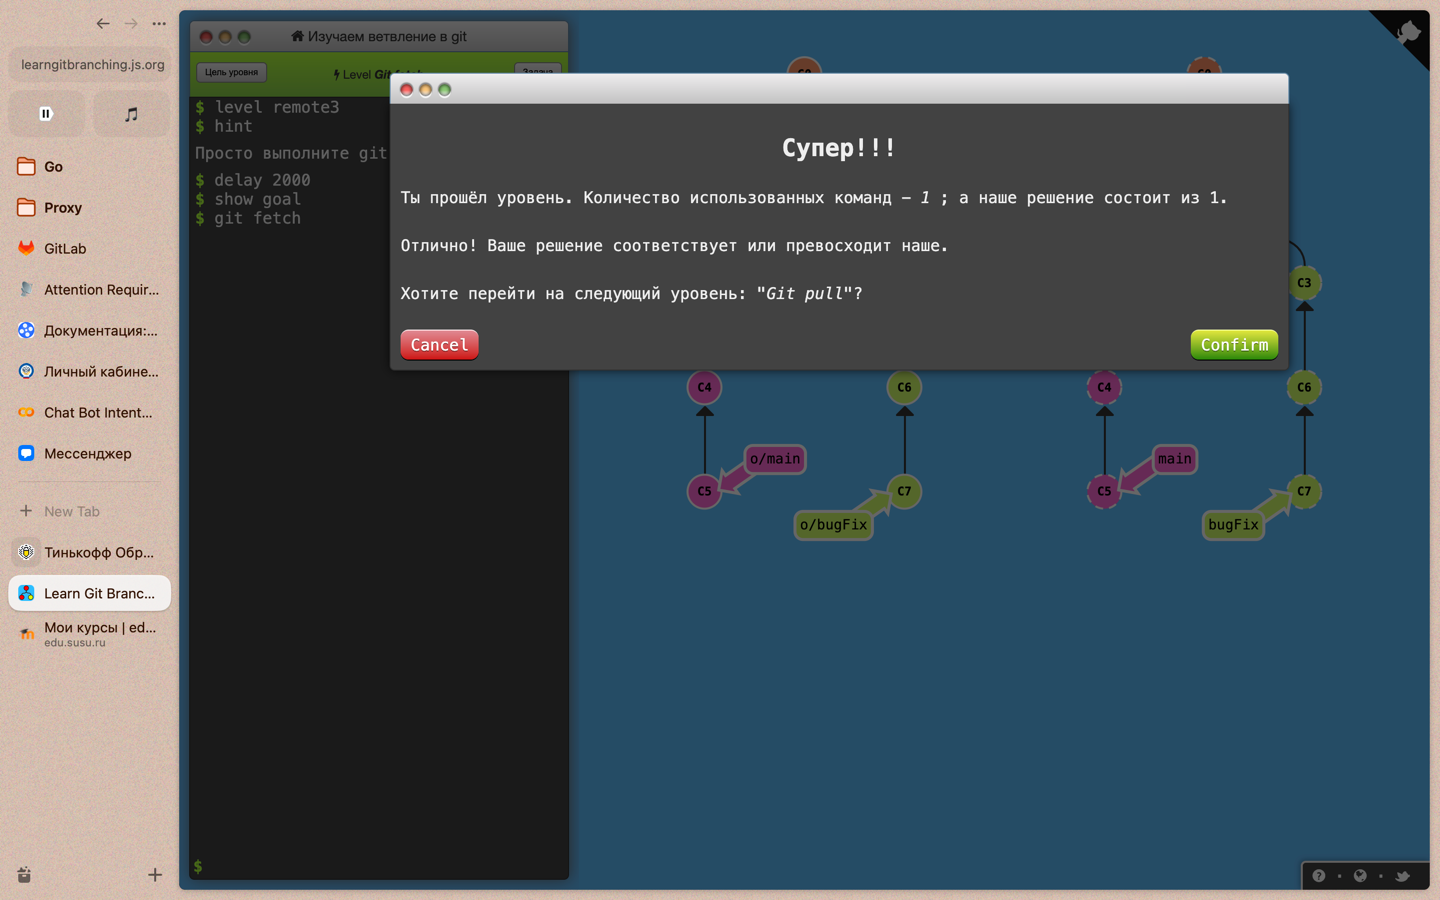 learngitbranching.js.org
Go
Proxy
GitLab
Attention Requir...
Документация:...
Личный кабине...
Chat Bot Intent...
Мессенджер
New Tab
Тинькофф Обр...
Learn Git Branc...
Мои курсы | ed...
edu.susu.ru
Изучаем ветвление в git
Цель уровня
Level
$ level remote3
$ hint
Просто выполните git
$ delay 2000
$ show goal
$ git fetch
$
Супер!!!
Ты прошёл уровень. Количество использованных команд – 1 ; а наше решение состоит из 1.
Отлично! Ваше решение соответствует или превосходит наше.
Хотите перейти на следующий уровень: "Git pull"?
Cancel
Confirm
C3
C4
C6
C4
C6
o/main
main
C5
C7
C5
C7
o/bugFix
bugFix